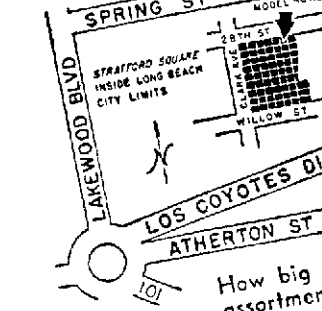 SPRING ST
MODEL
28TH ST
STRATFORD SQUARE
INSIDE LONG BEACH
CITY LIMITS
CLARK AVE
WILLOW ST
LAKEWOOD BLVD
N
LOS COYOTES DI
ATHERTON ST
101
How big
assortmen